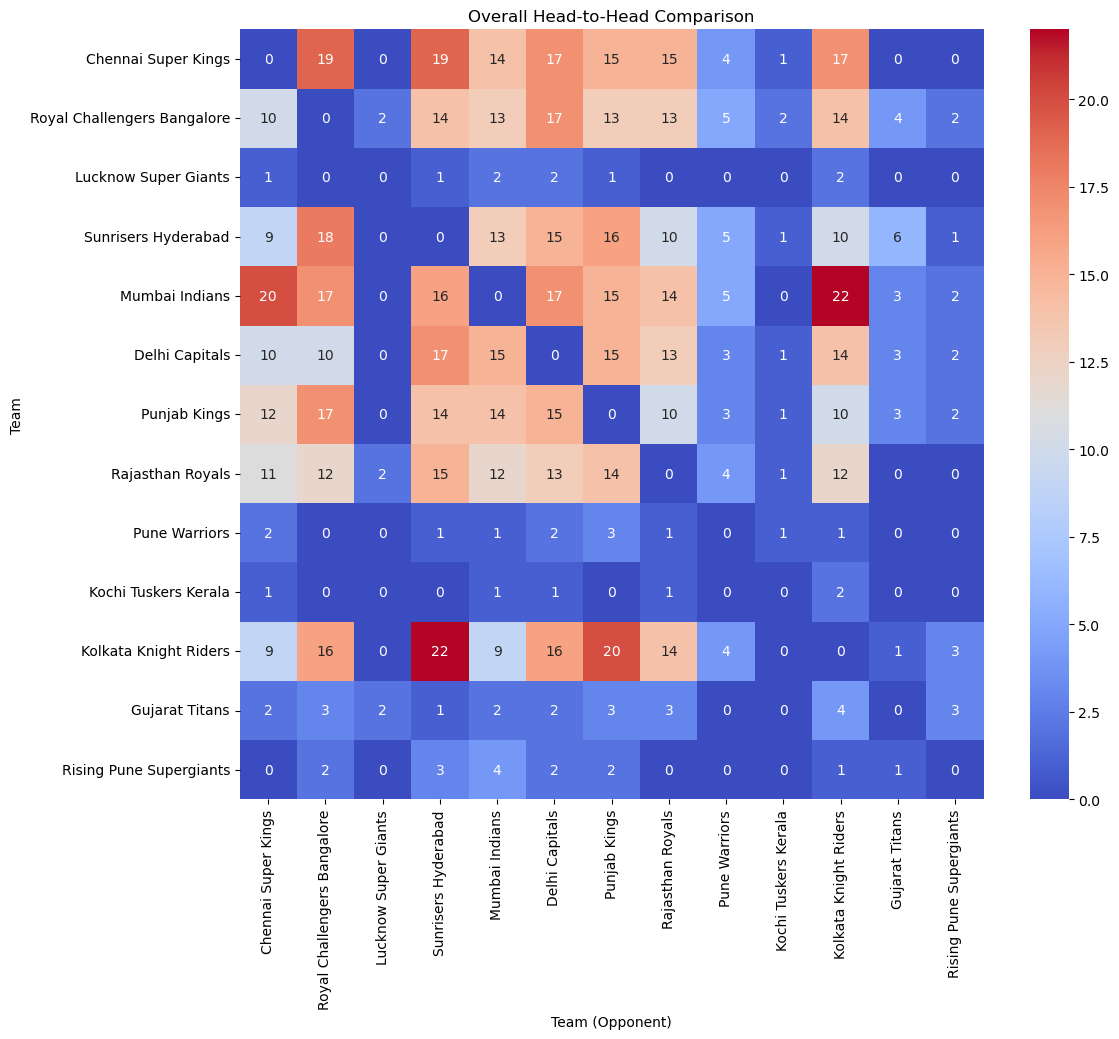 Overall Head-to-Head Comparison
Chennai Super Kings 0 19 0 19 14 17 15 15 4 1 17 0 0
Royal Challengers Bangalore 10 0 2 14 13 17 13 13 5 2 14 4 2
Lucknow Super Giants 1 0 0 1 2 2 1 0 0 0 2 0 0
Sunrisers Hyderabad 9 18 0 0 13 15 16 10 5 1 10 6 1
Mumbai Indians 20 17 0 16 0 17 15 14 5 0 22 3 2
Delhi Capitals 10 10 0 17 15 0 15 13 3 1 14 3 2
Punjab Kings 12 17 0 14 14 15 0 10 3 1 10 3 2
Rajasthan Royals 11 12 2 15 12 13 14 0 4 1 12 0 0
Pune Warriors 2 0 0 1 1 2 3 1 0 1 1 0 0
Kochi Tuskers Kerala 1 0 0 0 1 1 0 1 0 0 2 0 0
Kolkata Knight Riders 9 16 0 22 9 16 20 14 4 0 0 1 3
Gujarat Titans 2 3 2 1 2 2 3 3 0 0 4 0 3
Rising Pune Supergiants 0 2 0 3 4 2 2 0 0 0 1 1 0
Team
Chennai Super Kings
Royal Challengers Bangalore
Lucknow Super Giants
Sunrisers Hyderabad
Mumbai Indians
Delhi Capitals
Punjab Kings
Rajasthan Royals
Pune Warriors
Kochi Tuskers Kerala
Kolkata Knight Riders
Gujarat Titans
Rising Pune Supergiants
Team (Opponent)
20.0
17.5
15.0
12.5
10.0
7.5
5.0
2.5
0.0